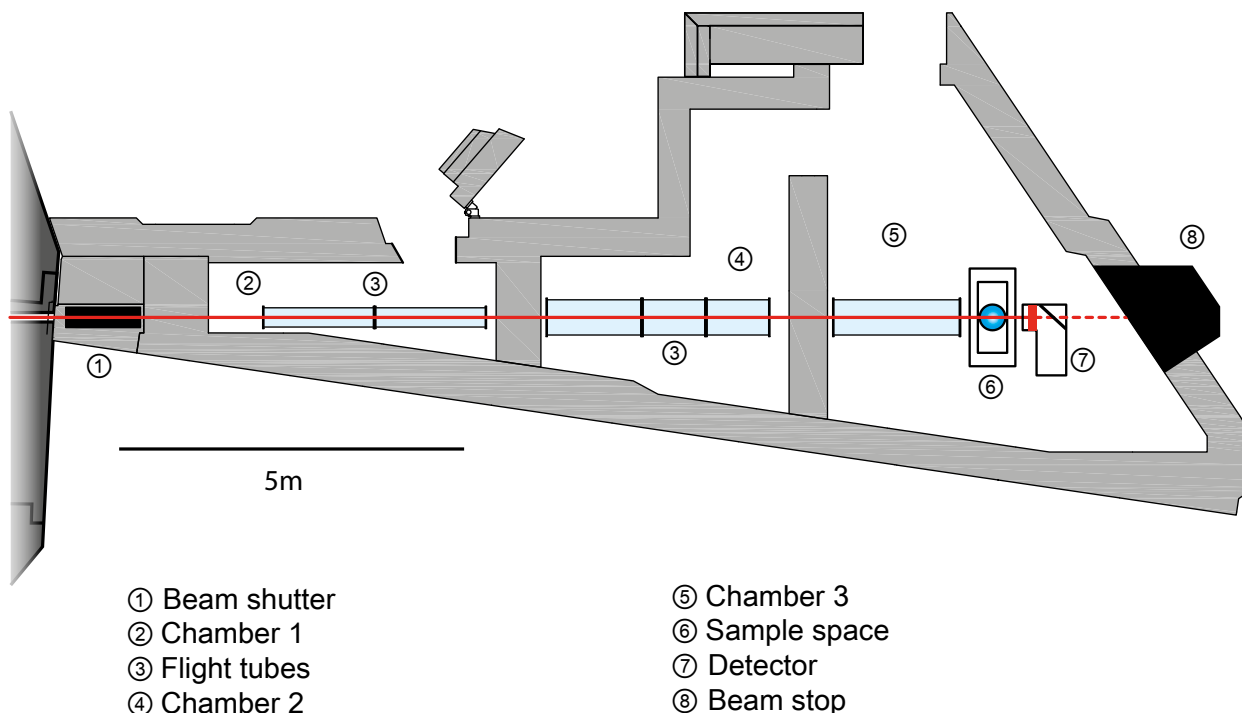 ②
③
④
⑤
⑧
①
③
⑥
⑦
5m
① Beam shutter
② Chamber 1
③ Flight tubes
④ Chamber 2
⑤ Chamber 3
⑥ Sample space
⑦ Detector
⑧ Beam stop